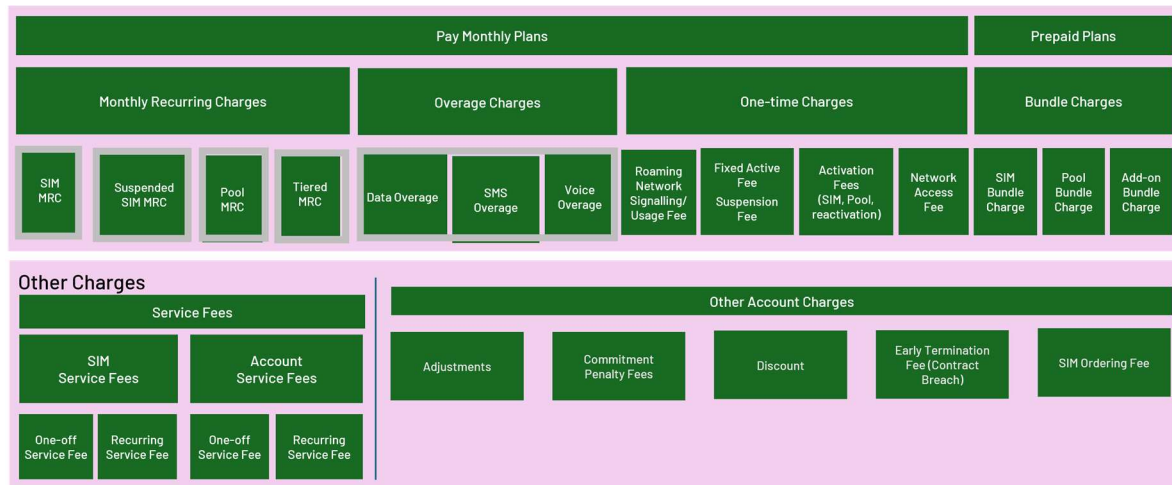 Pay Monthly Plans
Prepaid Plans
Monthly Recurring Charges
Overage Charges
One-time Charges
Bundle Charges
SIM
MRC
Suspended
SIM MRC
Pool
MRC
Tiered
MRC
Data Overage
SMS
Overage
Voice
Overage
Roaming
Network
Signalling/
Usage Fee
Fixed Active
Fee
Suspension
Fee
Activation
Fees
(SIM, Pool,
reactivation)
Network
Access
Fee
SIM
Bundle
Charge
Pool
Bundle
Charge
Add-on
Bundle
Charge
Other Charges
Service Fees
SIM
Service Fees
Account
Service Fees
One-off
Service Fee
Recurring
Service Fee
One-off
Service Fee
Recurring
Service Fee
Other Account Charges
Adjustments
Commitment
Penalty Fees
Discount
Early Termination
Fee (Contract
Breach)
SIM Ordering Fee